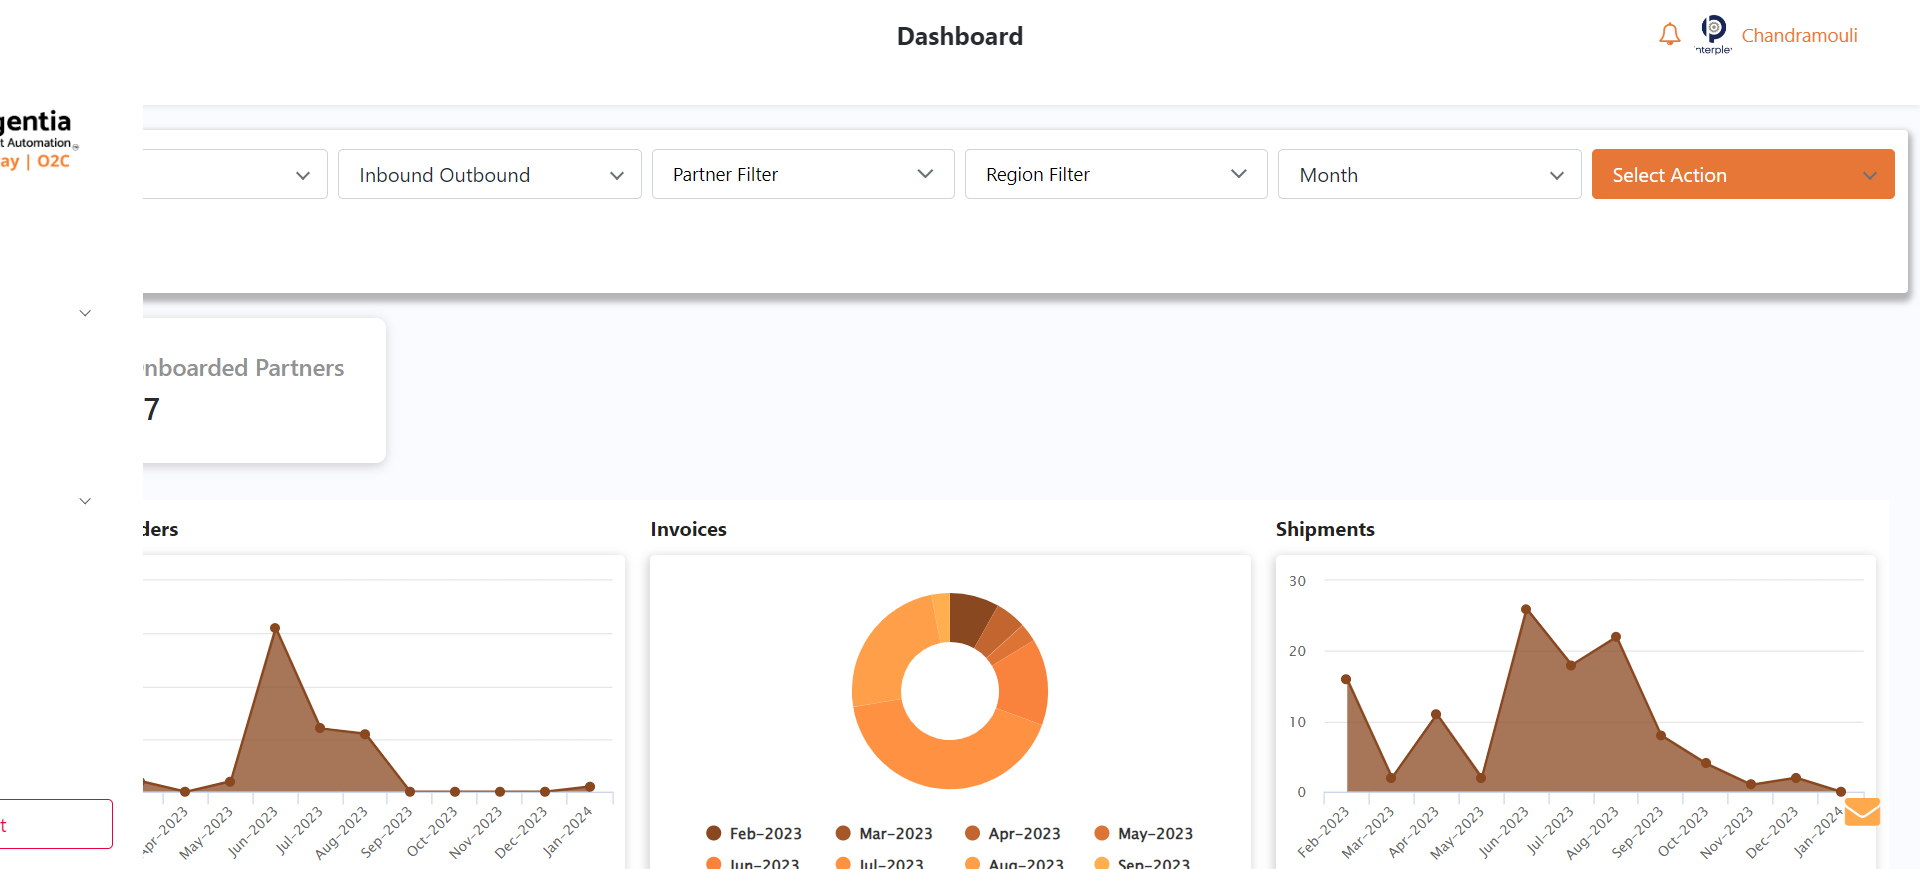 Dashboard
Chandramouli
nterple
gentia
t Automation
ay | O2C
Inbound Outbound
Partner Filter
Region Filter
Month
Select Action
nboarded Partners
7
ders
Apr-2023
May-2023
Jun-2023
Jul-2023
Aug-2023
Sep-2023
Oct-2023
Nov-2023
Dec-2023
Jan-2024
Invoices
Feb-2023
Mar-2023
Apr-2023
May-2023
Jun-2023
Jul-2023
Aug-2023
Sep-2023
Shipments
30
20
10
0
Feb-2023
Mar-2023
Apr-2023
May-2023
Jun-2023
Jul-2023
Aug-2023
Sep-2023
Oct-2023
Nov-2023
Dec-2023
Jan-2024
t